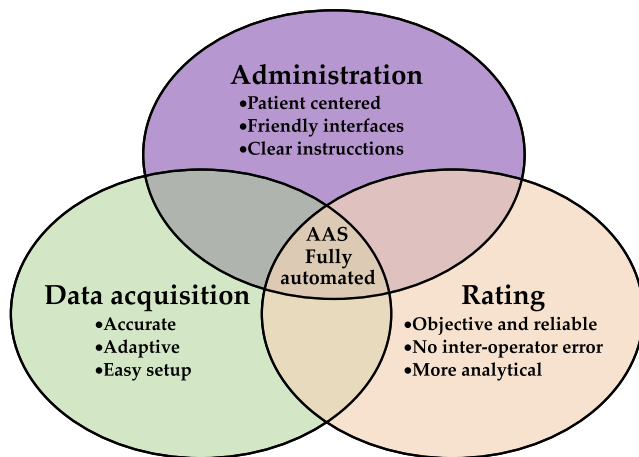 Administration
•Patient centered
•Friendly interfaces
•Clear instrucctions
AAS
Fully
automated
Data acquisition
•Accurate
•Adaptive
•Easy setup
Rating
•Objective and reliable
•No inter-operator error
•More analytical